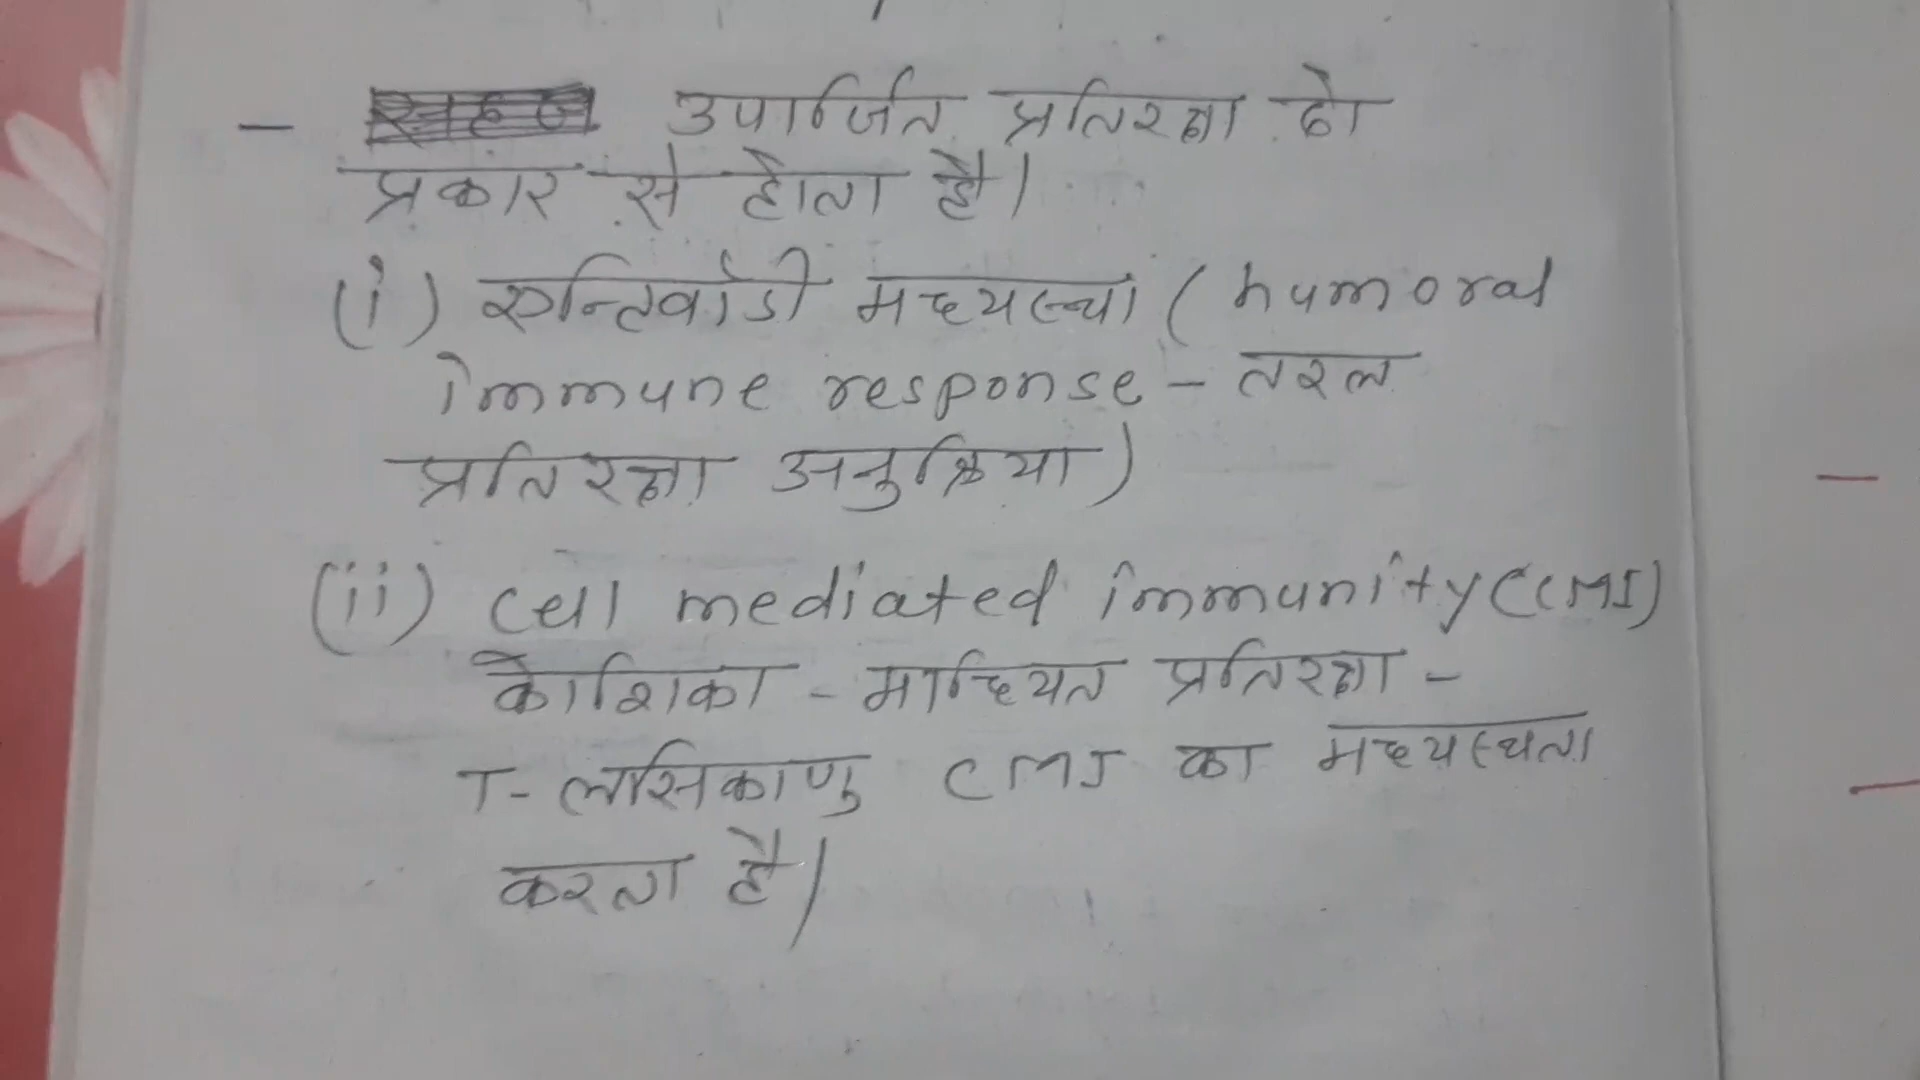 - उपार्जित प्रतिरक्षा दो
प्रकार से होता है।
(i) एन्टिबॉडी मध्यस्था (humoral
immune response - तरल
प्रतिरक्षा अनुक्रिया)
(ii) cell mediated immunity (CMI)
कोशिका - माध्यित प्रतिरक्षा -
T- लसिकाणु CMI का मध्यस्थता
करता है।